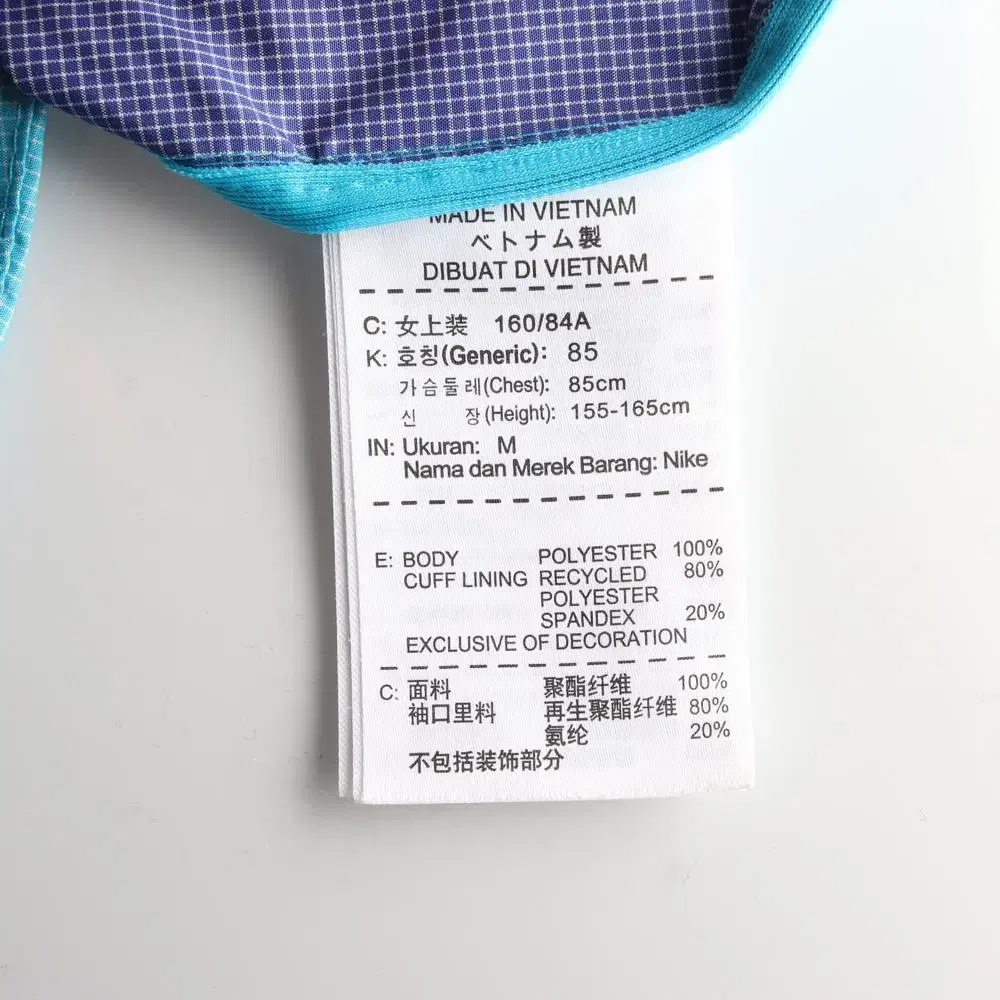 MADE IN VIETNAM
ベトナム製
DIBUAT DI VIETNAM
C: 女上装 160/84A
K: 호칭(Generic): 85
가슴둘레(Chest): 85cm
신 장(Height): 155-165cm
IN: Ukuran: M
Nama dan Merek Barang: Nike
E: BODY POLYESTER 100%
CUFF LINING RECYCLED 80%
POLYESTER
SPANDEX 20%
EXCLUSIVE OF DECORATION
C: 面料 聚酯纤维 100%
袖口里料 再生聚酯纤维 80%
氨纶 20%
不包括装饰部分